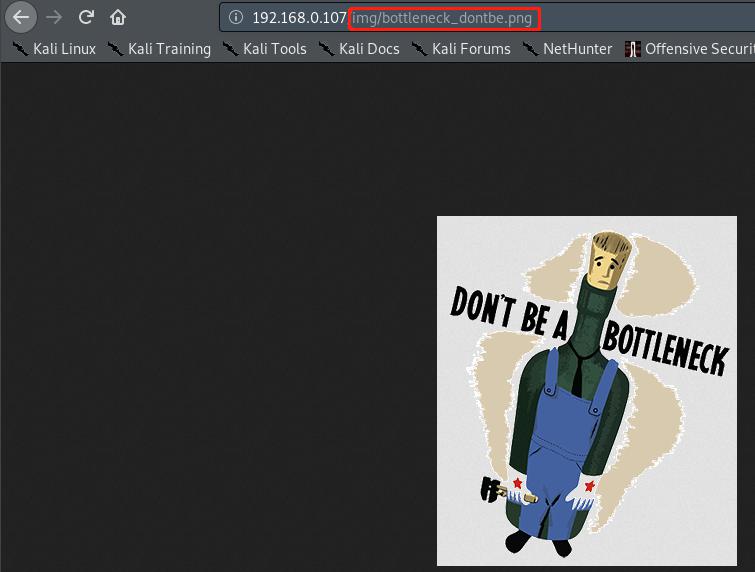 192.168.0.107/img/bottleneck_dontbe.png
Kali Linux Kali Training Kali Tools Kali Docs Kali Forums NetHunter Offensive Securit
DON'T BE A BOTTLENECK